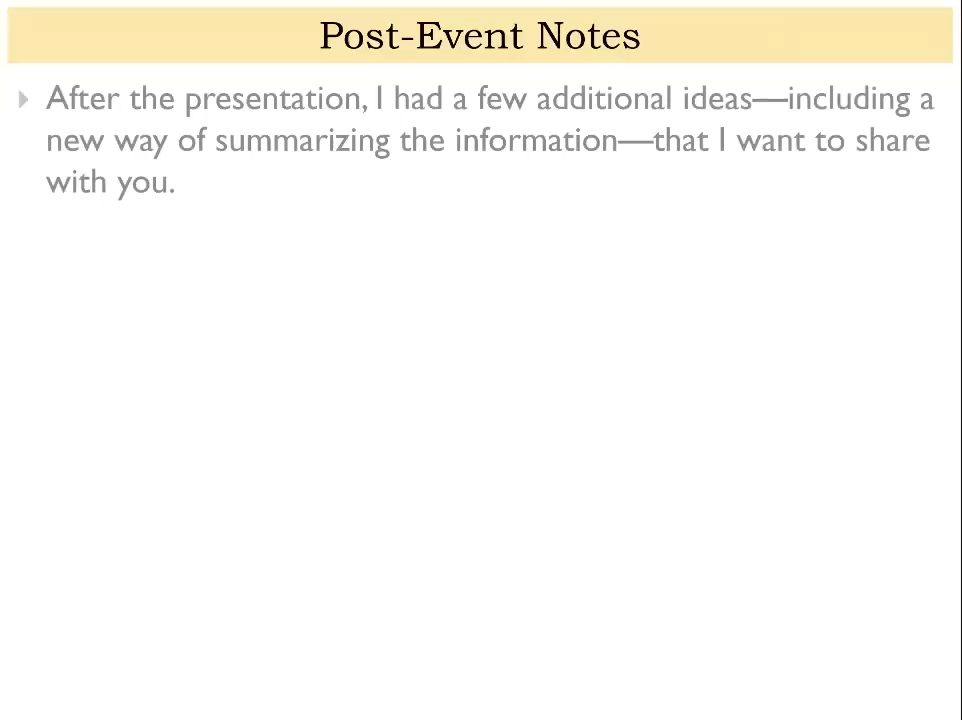 Post-Event Notes
After the presentation, I had a few additional ideas—including a
new way of summarizing the information—that I want to share
with you.